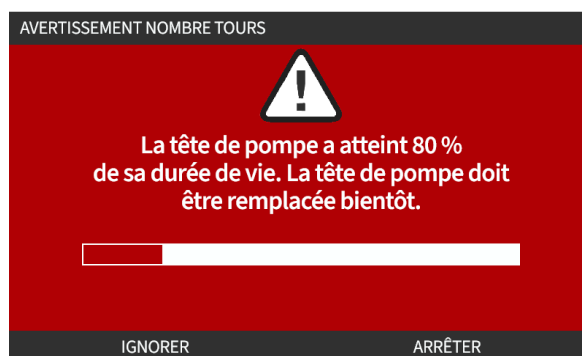 AVERTISSEMENT NOMBRE TOURS
!
La tête de pompe a atteint 80 %
de sa durée de vie. La tête de pompe doit
être remplacée bientôt.
IGNORER ARRÊTER